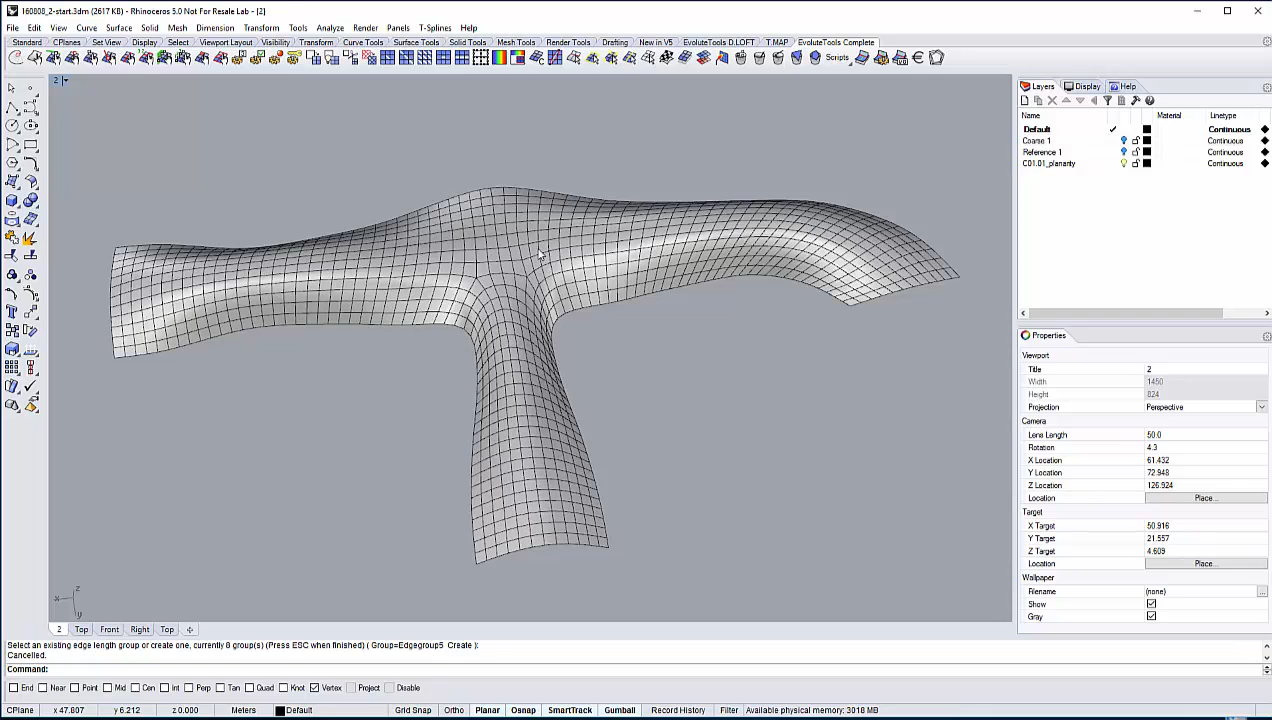 160808_2-start.3dm (2617 KB) - Rhinoceros 5.0 Not For Resale Lab - [2]
File Edit View Curve Surface Solid Mesh Dimension Transform Tools Analyze Render Panels T-Splines Help
Standard CPlanes Set View Display Select Viewport Layout Visibility Transform Curve Tools Surface Tools Solid Tools Mesh Tools Render Tools Drafting New in V5 EvoluteTools D.LOFT T.MAP EvoluteTools Complete
Scripts
2
Layers Display Help
Name Material Linetype
Default Continuous
Coarse 1 Continuous
Reference 1 Continuous
C01.01_planarity Continuous
Properties
Viewport
Title 2
Width 1450
Height 824
Projection Perspective
Camera
Lens Length 50.0
Rotation 4.3
X Location 61.432
Y Location 72.948
Z Location 126.924
Location Place...
Target
X Target 50.916
Y Target 21.557
Z Target 4.609
Location Place...
Wallpaper
Filename (none) ...
Show
Gray
z
x
y
2 Top Front Right Top
Select an existing edge length group or create one, currently 8 group(s) (Press ESC when finished) ( Group=Edgegroup5 Create ):
Cancelled.
Command:
End Near Point Mid Cen Int Perp Tan Quad Knot Vertex Project Disable
CPlane x 47.807 y 6.212 z 0.000 Meters Default Grid Snap Ortho Planar Osnap SmartTrack Gumball Record History Filter Available physical memory: 3018 MB